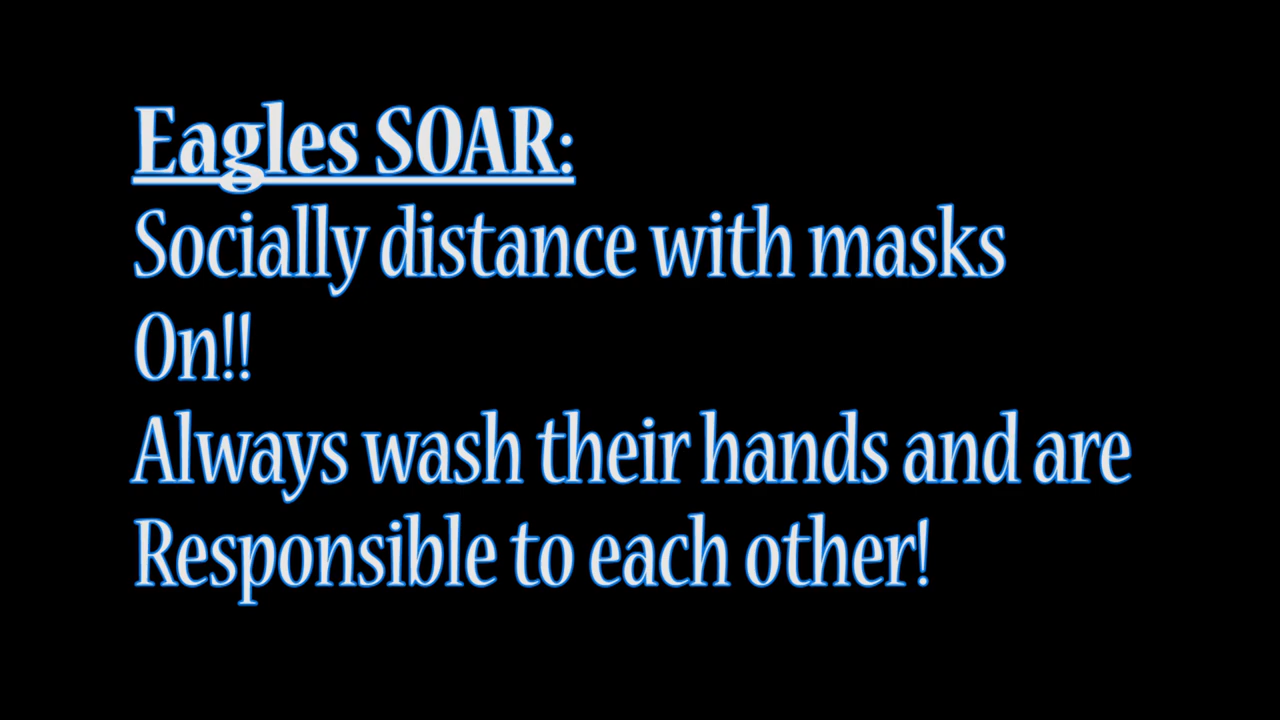 Eagles SOAR:
Socially distance with masks
On!!
Always wash their hands and are
Responsible to each other!